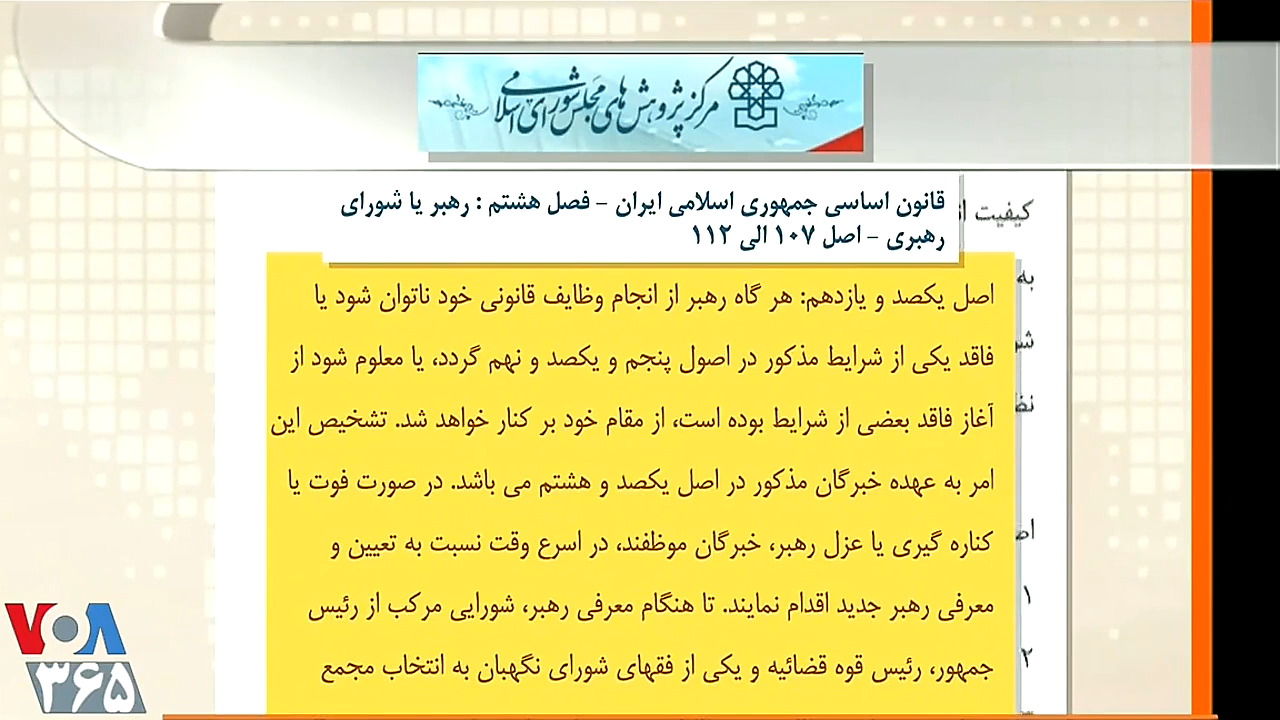 مرکز پژوهش های مجلس شورای اسلامی
قانون اساسی جمهوری اسلامی ایران – فصل هشتم : رهبر یا شورای
رهبری – اصل ۱۰۷ الی ۱۱۲
کیفیت
به
اصل یکصد و یازدهم: هر گاه رهبر از انجام وظایف قانونی خود ناتوان شود یا
فاقد یکی از شرایط مذکور در اصول پنجم و یکصد و نهم گردد، یا معلوم شود از
آغاز فاقد بعضی از شرایط بوده است، از مقام خود بر کنار خواهد شد. تشخیص این
امر به عهده خبرگان مذکور در اصل یکصد و هشتم می باشد. در صورت فوت یا
کناره گیری یا عزل رهبر، خبرگان موظفند، در اسرع وقت نسبت به تعیین و
معرفی رهبر جدید اقدام نمایند. تا هنگام معرفی رهبر، شورایی مرکب از رئیس
جمهور، رئیس قوه قضائیه و یکی از فقهای شورای نگهبان به انتخاب مجمع
۱
۲
VOA
۳۶۵